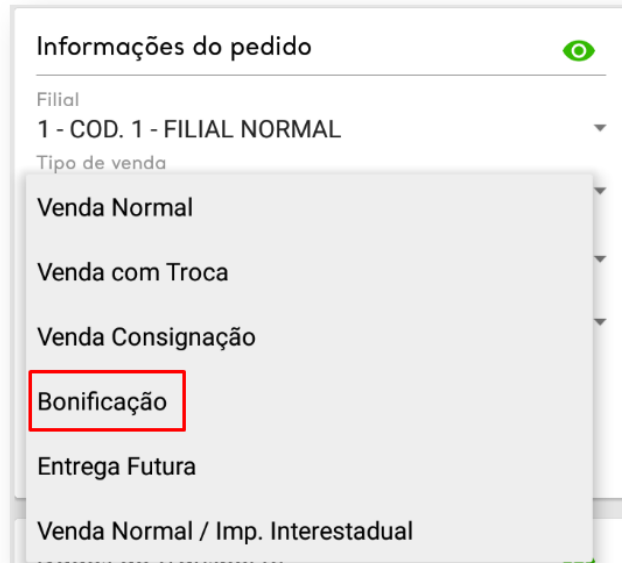 Informações do pedido
Filial
1 - COD. 1 - FILIAL NORMAL
Tipo de venda
Venda Normal
Venda com Troca
Venda Consignação
Bonificação
Entrega Futura
Venda Normal / Imp. Interestadual